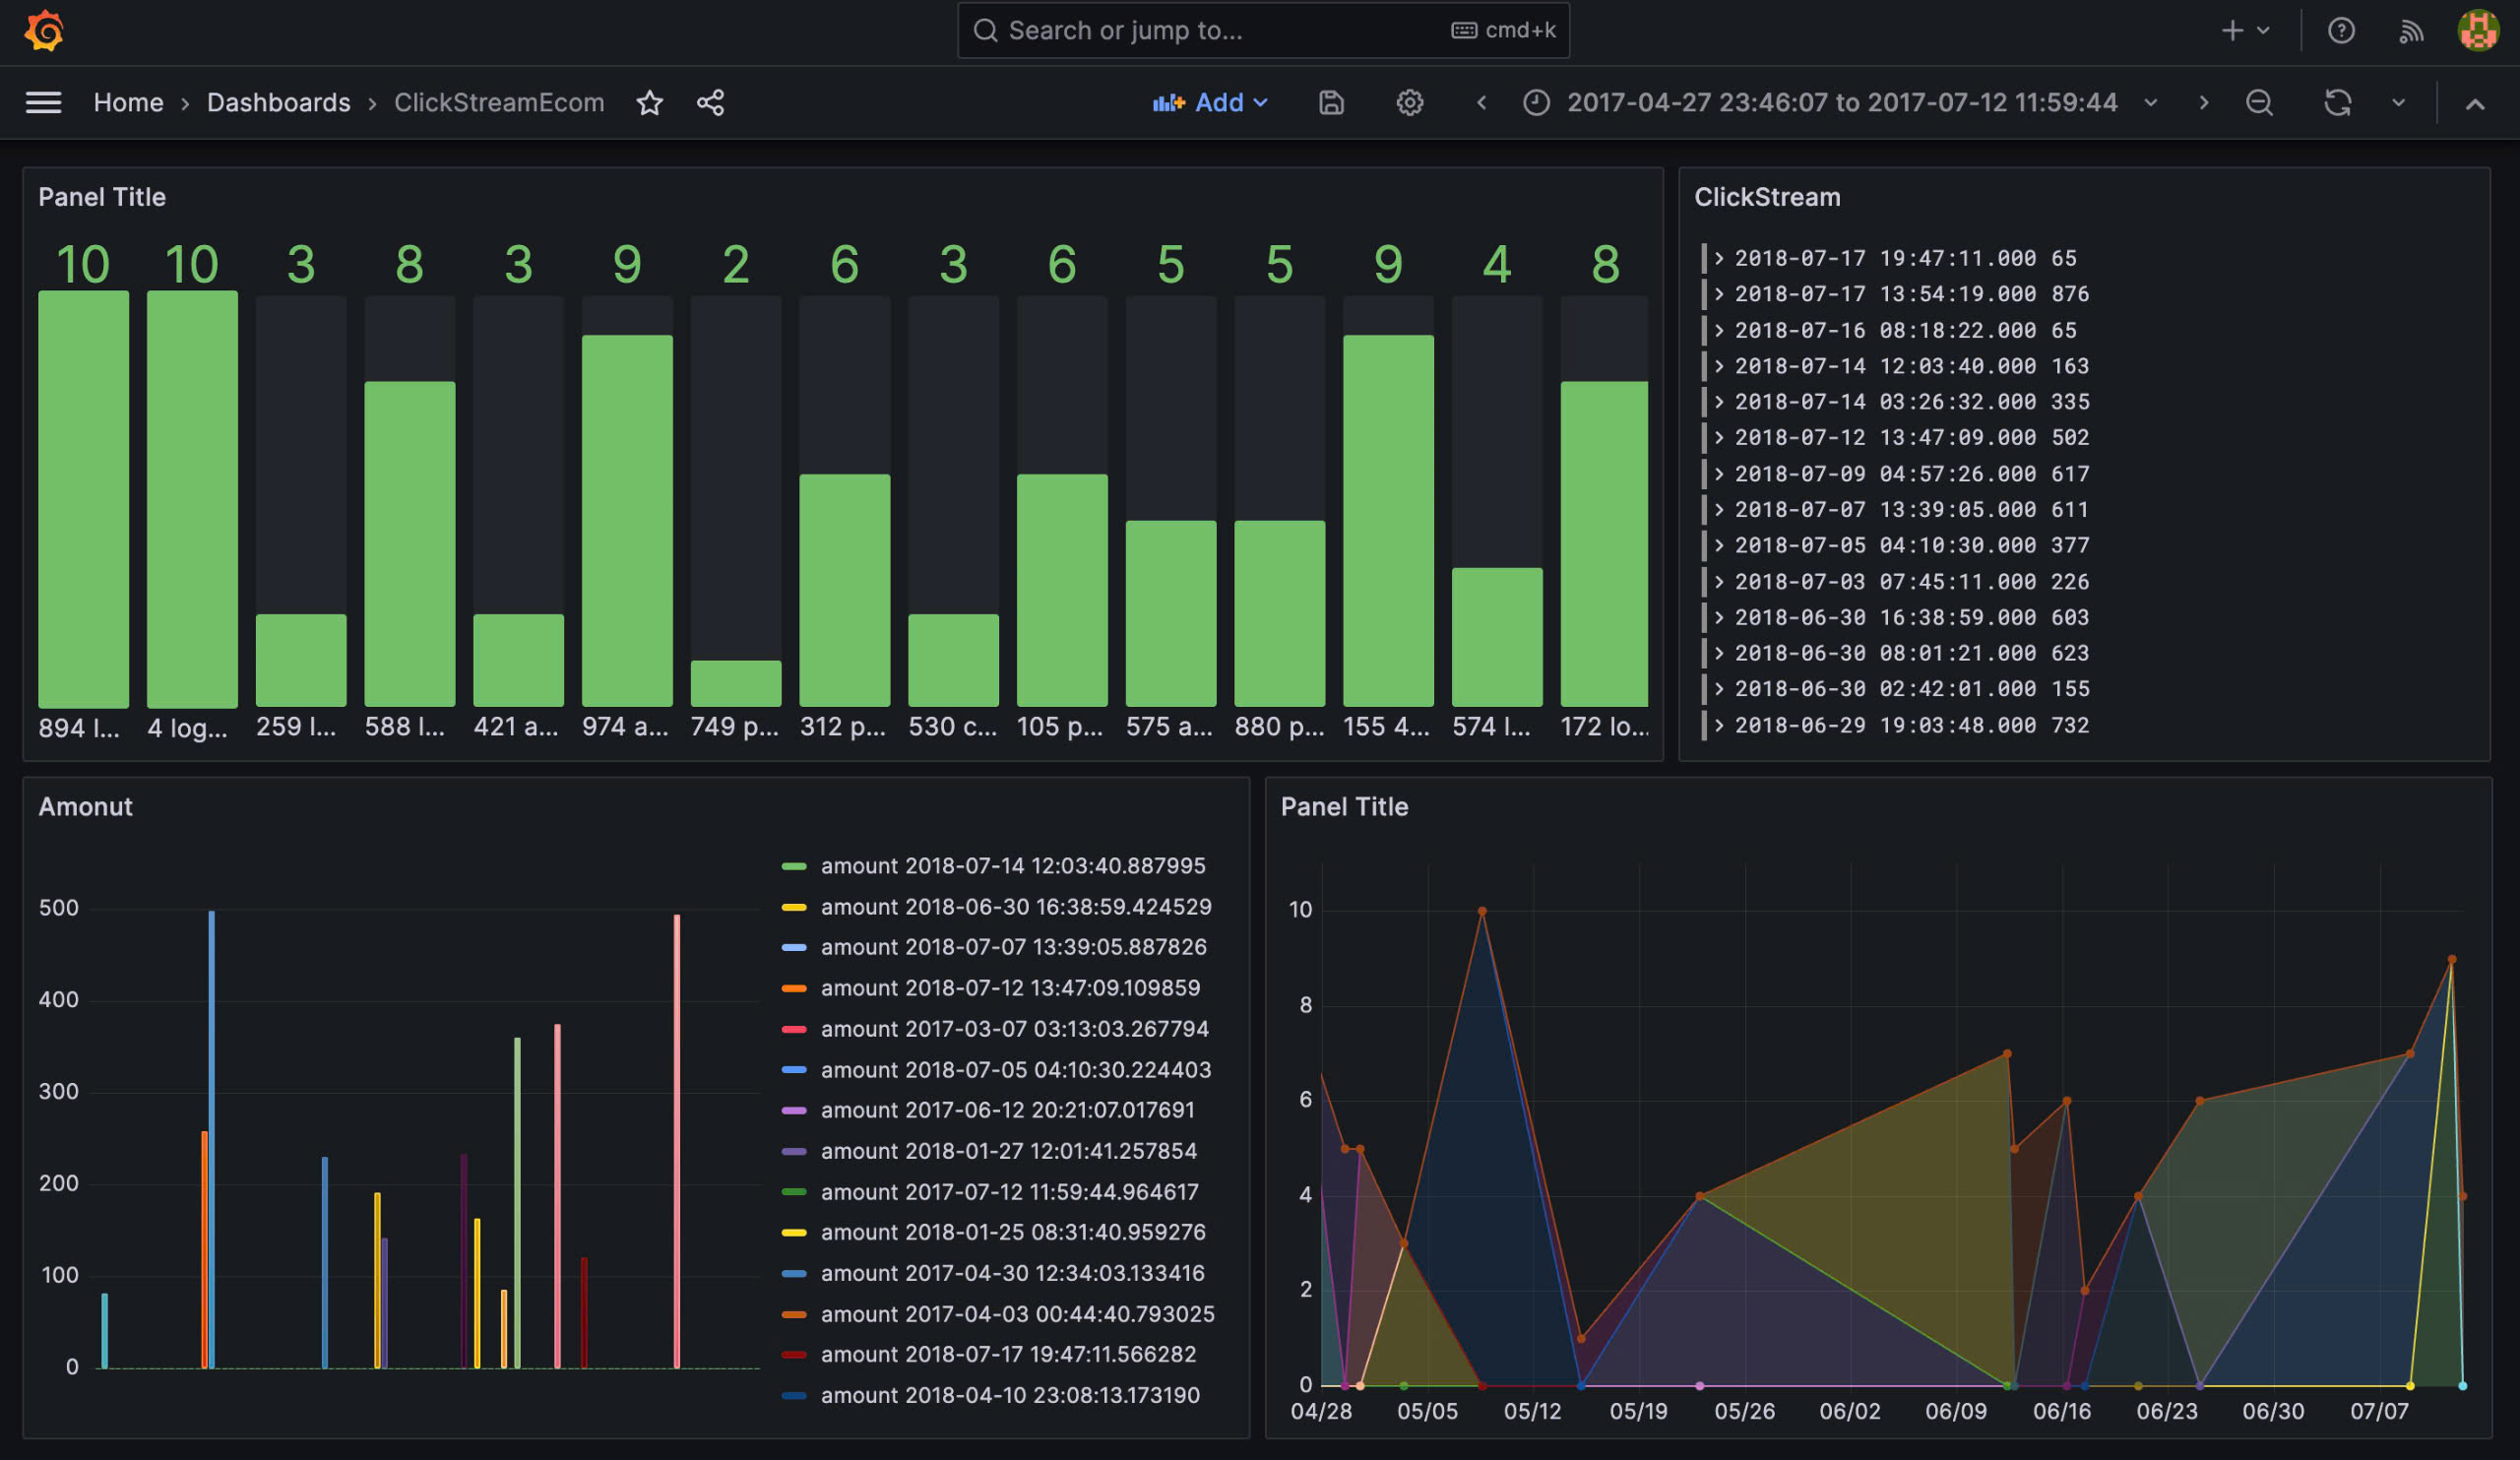 Search or jump to... cmd+k
Home › Dashboards › ClickStreamEcom Add 2017-04-27 23:46:07 to 2017-07-12 11:59:44
Panel Title
10 10 3 8 3 9 2 6 3 6 5 5 9 4 8
894 l... 4 log... 259 l... 588 l... 421 a... 974 a... 749 p... 312 p... 530 c... 105 p... 575 a... 880 p... 155 4... 574 l... 172 lo...
ClickStream
2018-07-17 19:47:11.000 65
2018-07-17 13:54:19.000 876
2018-07-16 08:18:22.000 65
2018-07-14 12:03:40.000 163
2018-07-14 03:26:32.000 335
2018-07-12 13:47:09.000 502
2018-07-09 04:57:26.000 617
2018-07-07 13:39:05.000 611
2018-07-05 04:10:30.000 377
2018-07-03 07:45:11.000 226
2018-06-30 16:38:59.000 603
2018-06-30 08:01:21.000 623
2018-06-30 02:42:01.000 155
2018-06-29 19:03:48.000 732
Amonut
500
400
300
200
100
0
amount 2018-07-14 12:03:40.887995
amount 2018-06-30 16:38:59.424529
amount 2018-07-07 13:39:05.887826
amount 2018-07-12 13:47:09.109859
amount 2017-03-07 03:13:03.267794
amount 2018-07-05 04:10:30.224403
amount 2017-06-12 20:21:07.017691
amount 2018-01-27 12:01:41.257854
amount 2017-07-12 11:59:44.964617
amount 2018-01-25 08:31:40.959276
amount 2017-04-30 12:34:03.133416
amount 2017-04-03 00:44:40.793025
amount 2018-07-17 19:47:11.566282
amount 2018-04-10 23:08:13.173190
Panel Title
10
8
6
4
2
0
04/28 05/05 05/12 05/19 05/26 06/02 06/09 06/16 06/23 06/30 07/07